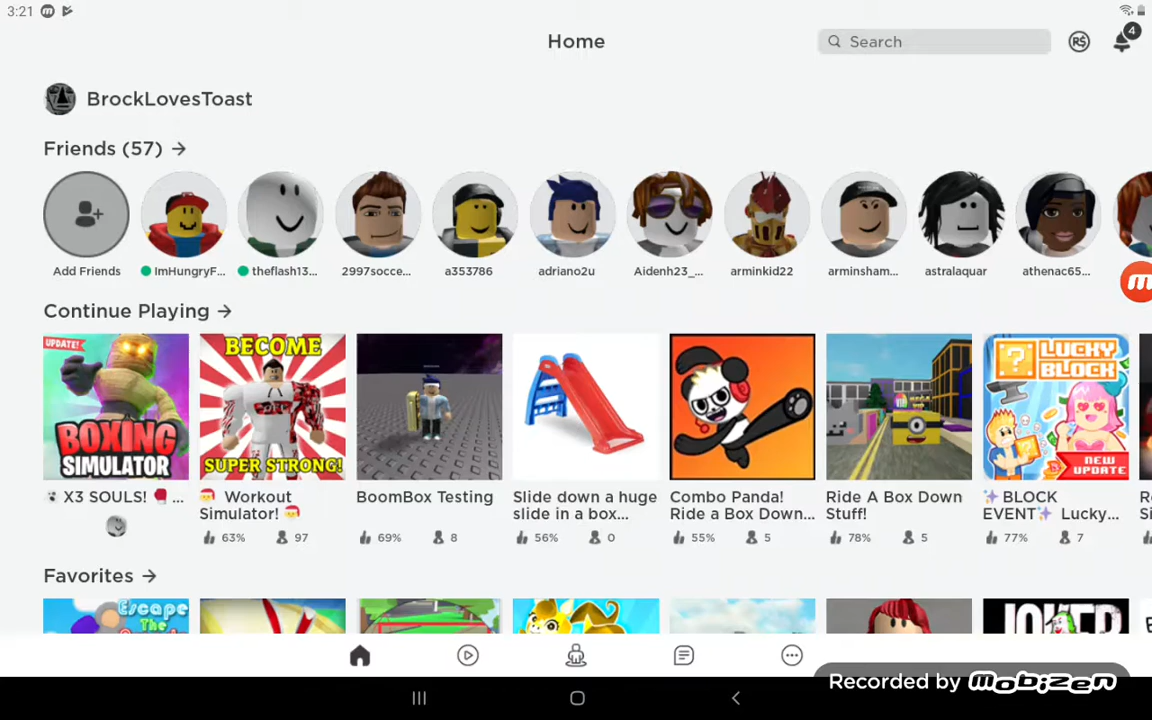 3:21
Home
Search
4
BrockLovesToast
Friends (57) →
Add Friends
ImHungryF...
theflash13...
2997socce...
a353786
adriano2u
Aidenh23_...
arminkid22
arminsham...
astralaquar
athenac65...
Continue Playing →
UPDATE!
BOXING
SIMULATOR
BECOME
SUPER STRONG!
LUCKY
BLOCK
NEW
UPDATE
X3 SOULS! 🥊 ...
🎅 Workout
Simulator! 🎅
63% 97
BoomBox Testing
69% 8
Slide down a huge
slide in a box...
56% 0
Combo Panda!
Ride a Box Down...
55% 5
Ride A Box Down
Stuff!
78% 5
✨BLOCK
EVENT✨ Lucky...
77% 7
Favorites →
Escape
The
JOKER
Recorded by mobizen